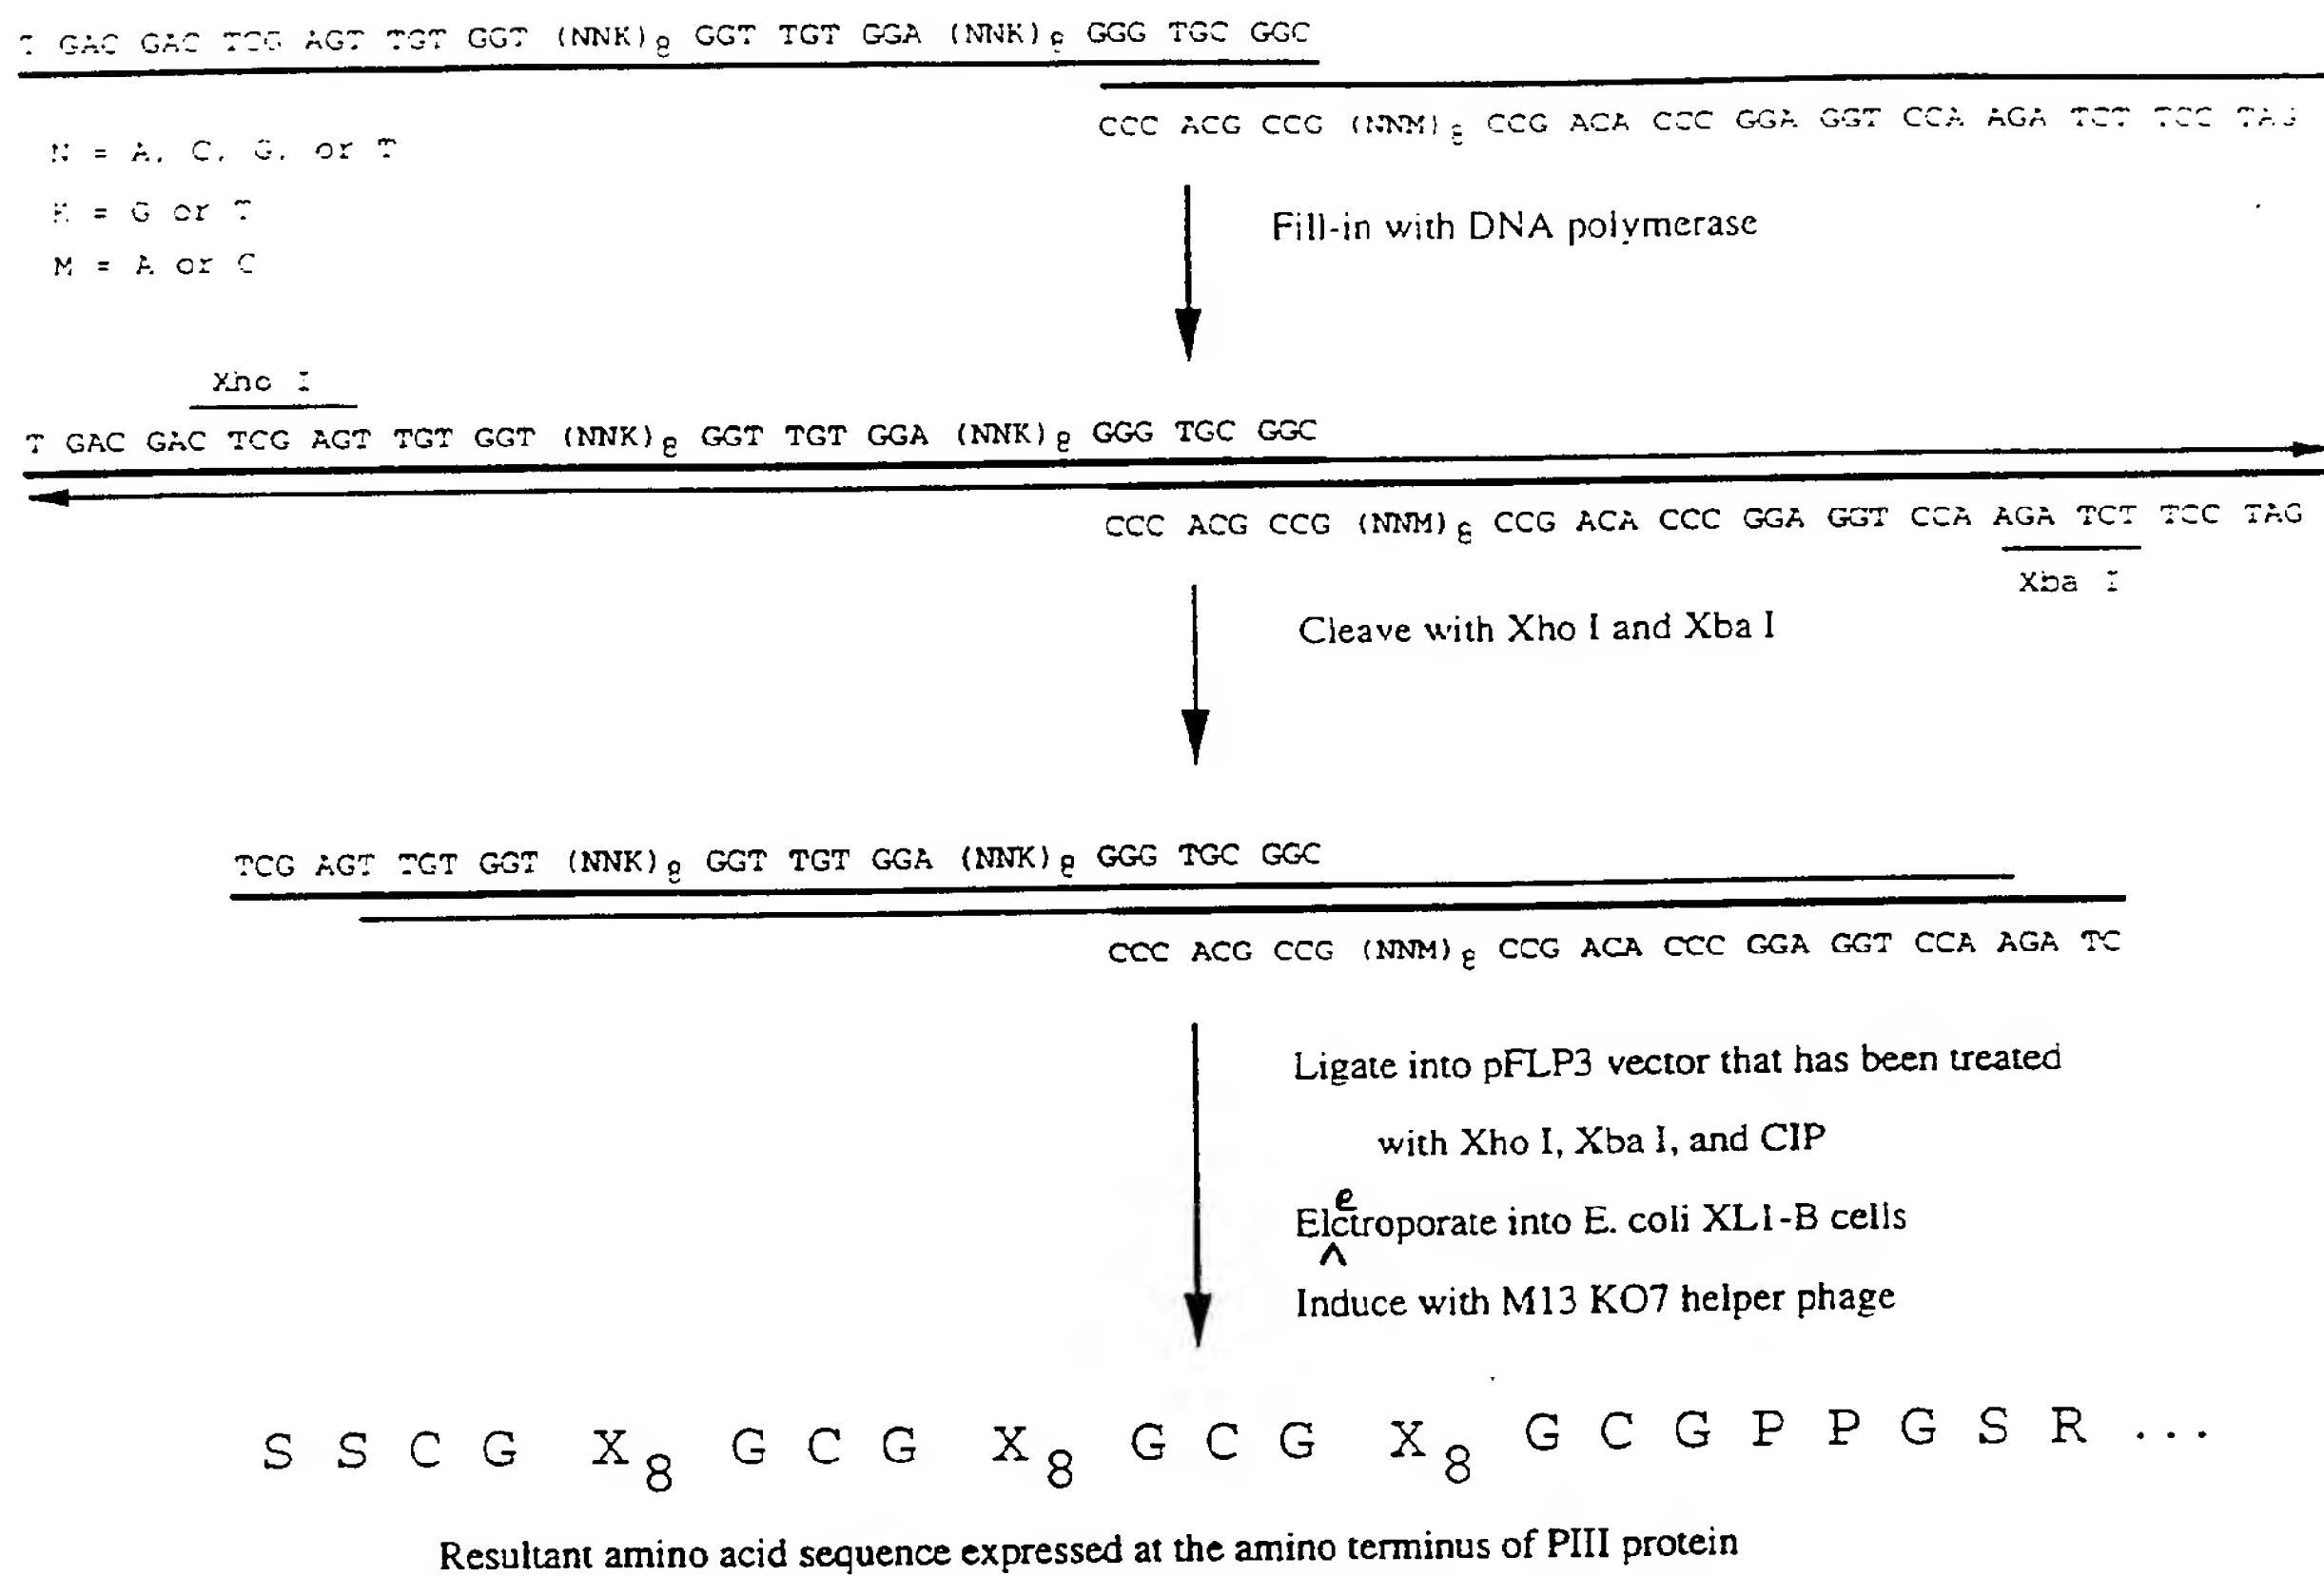 T GAC GAC TCG AGT TGT GGT (NNK)8 GGT TGT GGA (NNK)8 GGG TGC GGC
CCC ACG CCG (NNM)8 CCG ACA CCC GGA GGT CCA AGA TCT TCC TAG
N = A, C, G, or T
K = G or T
M = A or C
Fill-in with DNA polymerase
Xho I
T GAC GAC TCG AGT TGT GGT (NNK)8 GGT TGT GGA (NNK)8 GGG TGC GGC
CCC ACG CCG (NNM)8 CCG ACA CCC GGA GGT CCA AGA TCT TCC TAG
Xba I
Cleave with Xho I and Xba I
TCG AGT TGT GGT (NNK)8 GGT TGT GGA (NNK)8 GGG TGC GGC
CCC ACG CCG (NNM)8 CCG ACA CCC GGA GGT CCA AGA TC
Ligate into pFLP3 vector that has been treated
with Xho I, Xba I, and CIP
e
Elctroporate into E. coli XL1-B cells
^
Induce with M13 KO7 helper phage
S S C G X8 G C G X8 G C G X8 G C G P P G S R ...
Resultant amino acid sequence expressed at the amino terminus of PIII protein